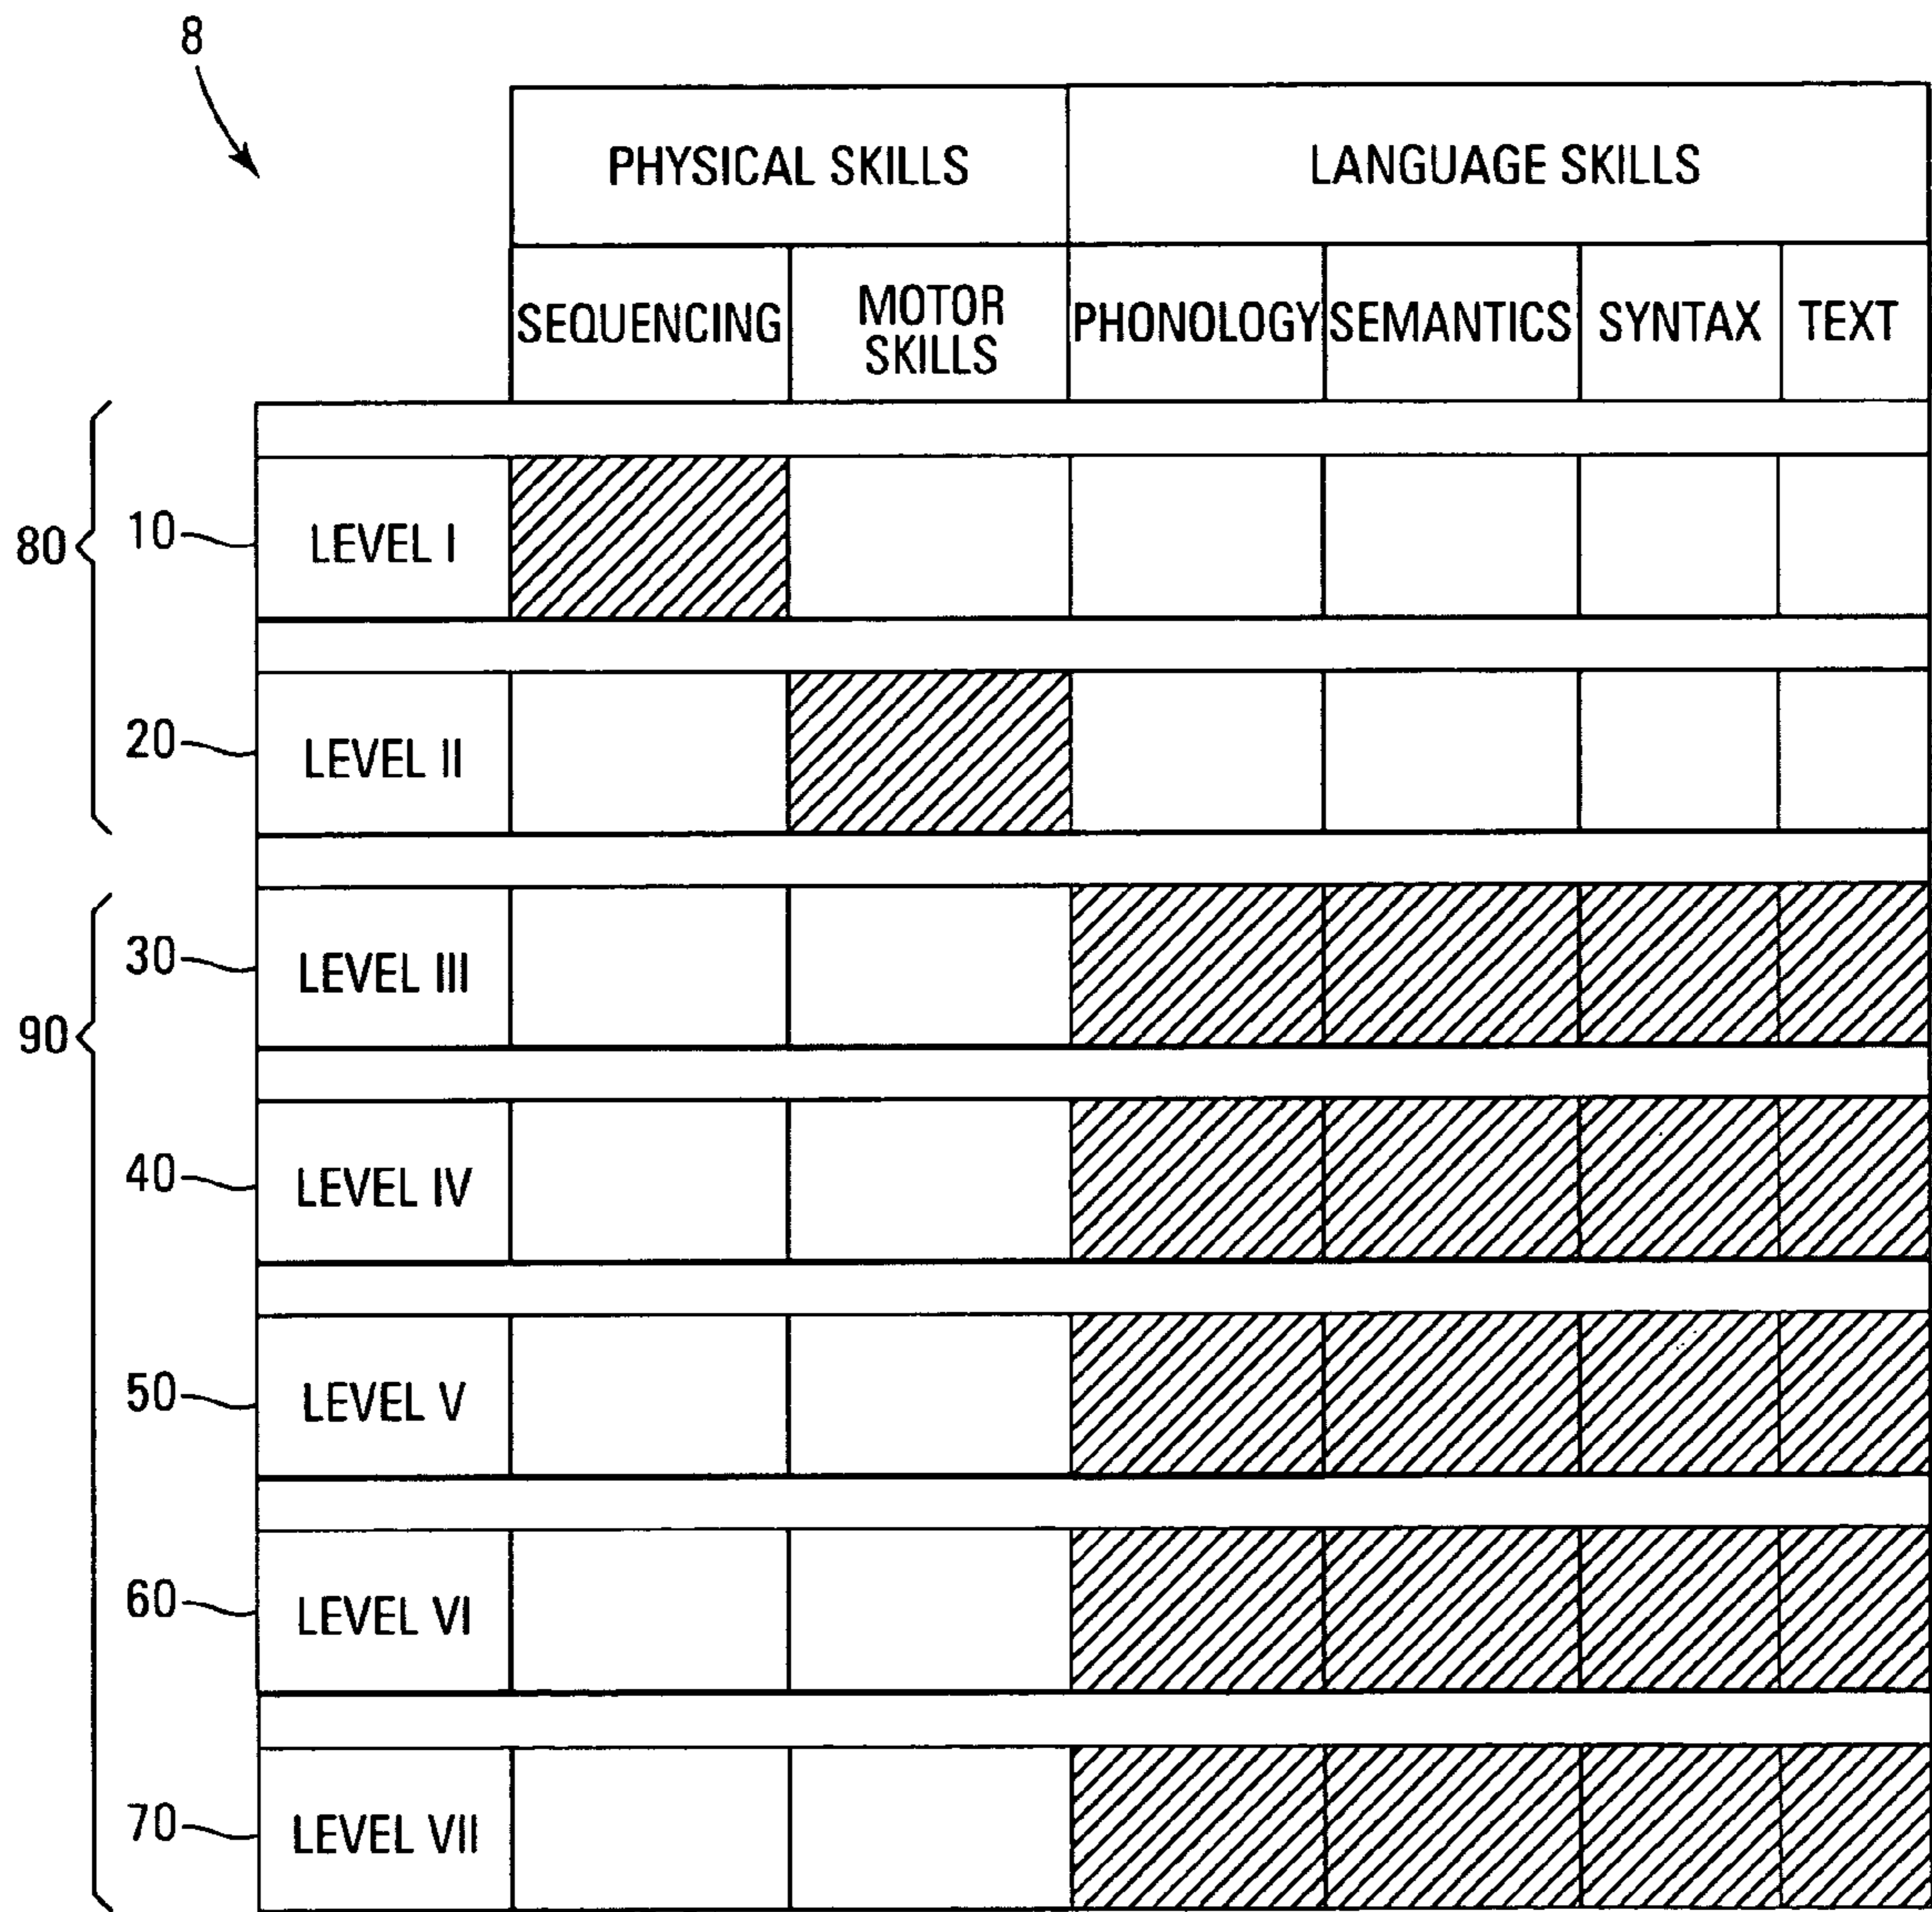 8
PHYSICAL SKILLS LANGUAGE SKILLS
SEQUENCING MOTOR SKILLS PHONOLOGY SEMANTICS SYNTAX TEXT
80
10 LEVEL I
20 LEVEL II
90
30 LEVEL III
40 LEVEL IV
50 LEVEL V
60 LEVEL VI
70 LEVEL VII